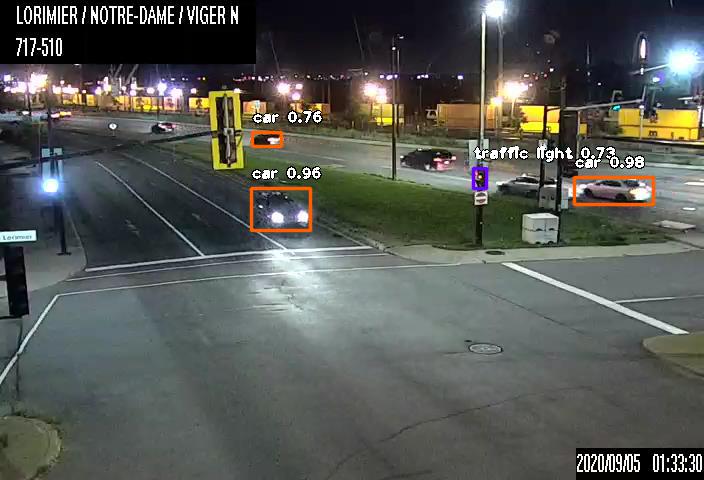 LORIMIER / NOTRE-DAME / VIGER N
717-510
car 0.76
traffic light 0.73
car 0.98
car 0.96
Lorimier
2020/09/05 01:33:30